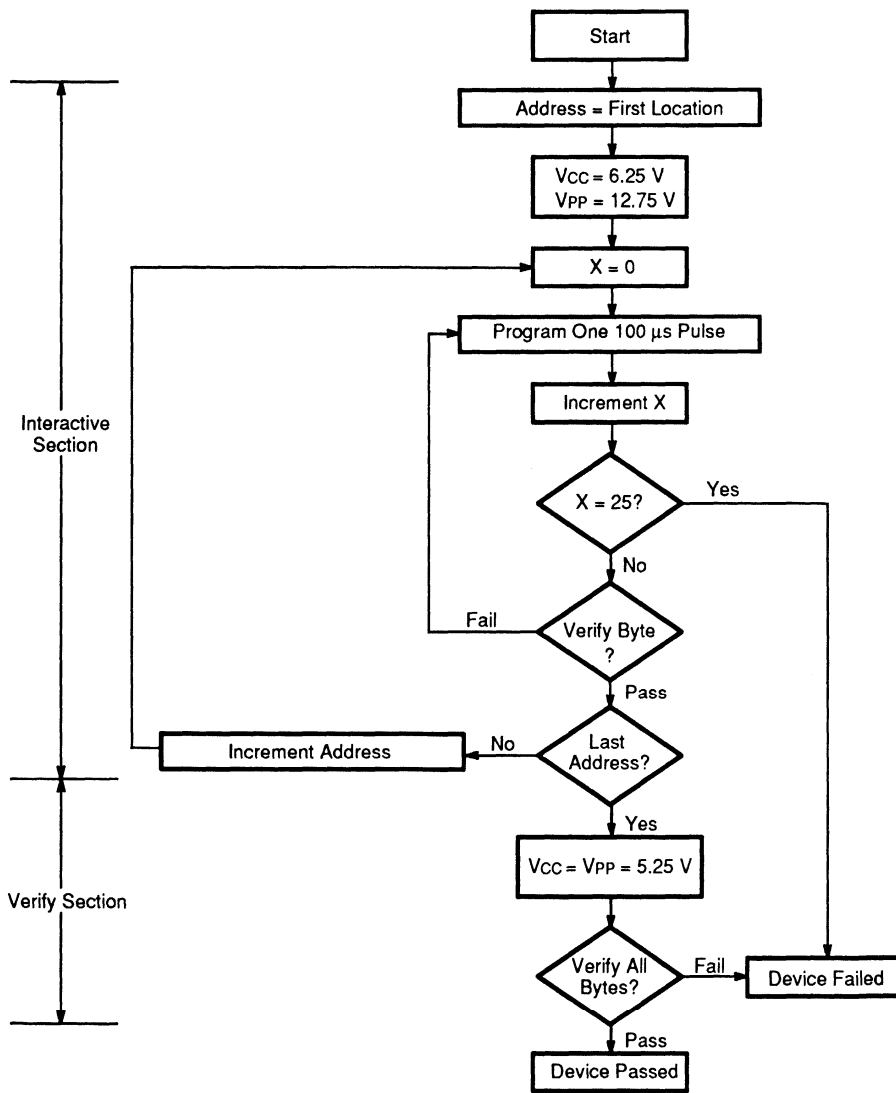 Start
Address = First Location
VCC = 6.25 V
VPP = 12.75 V
X = 0
Program One 100 μs Pulse
Increment X
Interactive
Section
X = 25?
Yes
No
Fail
Verify Byte
?
Pass
Increment Address
No
Last
Address?
Yes
VCC = VPP = 5.25 V
Verify Section
Verify All
Bytes?
Fail
Device Failed
Pass
Device Passed